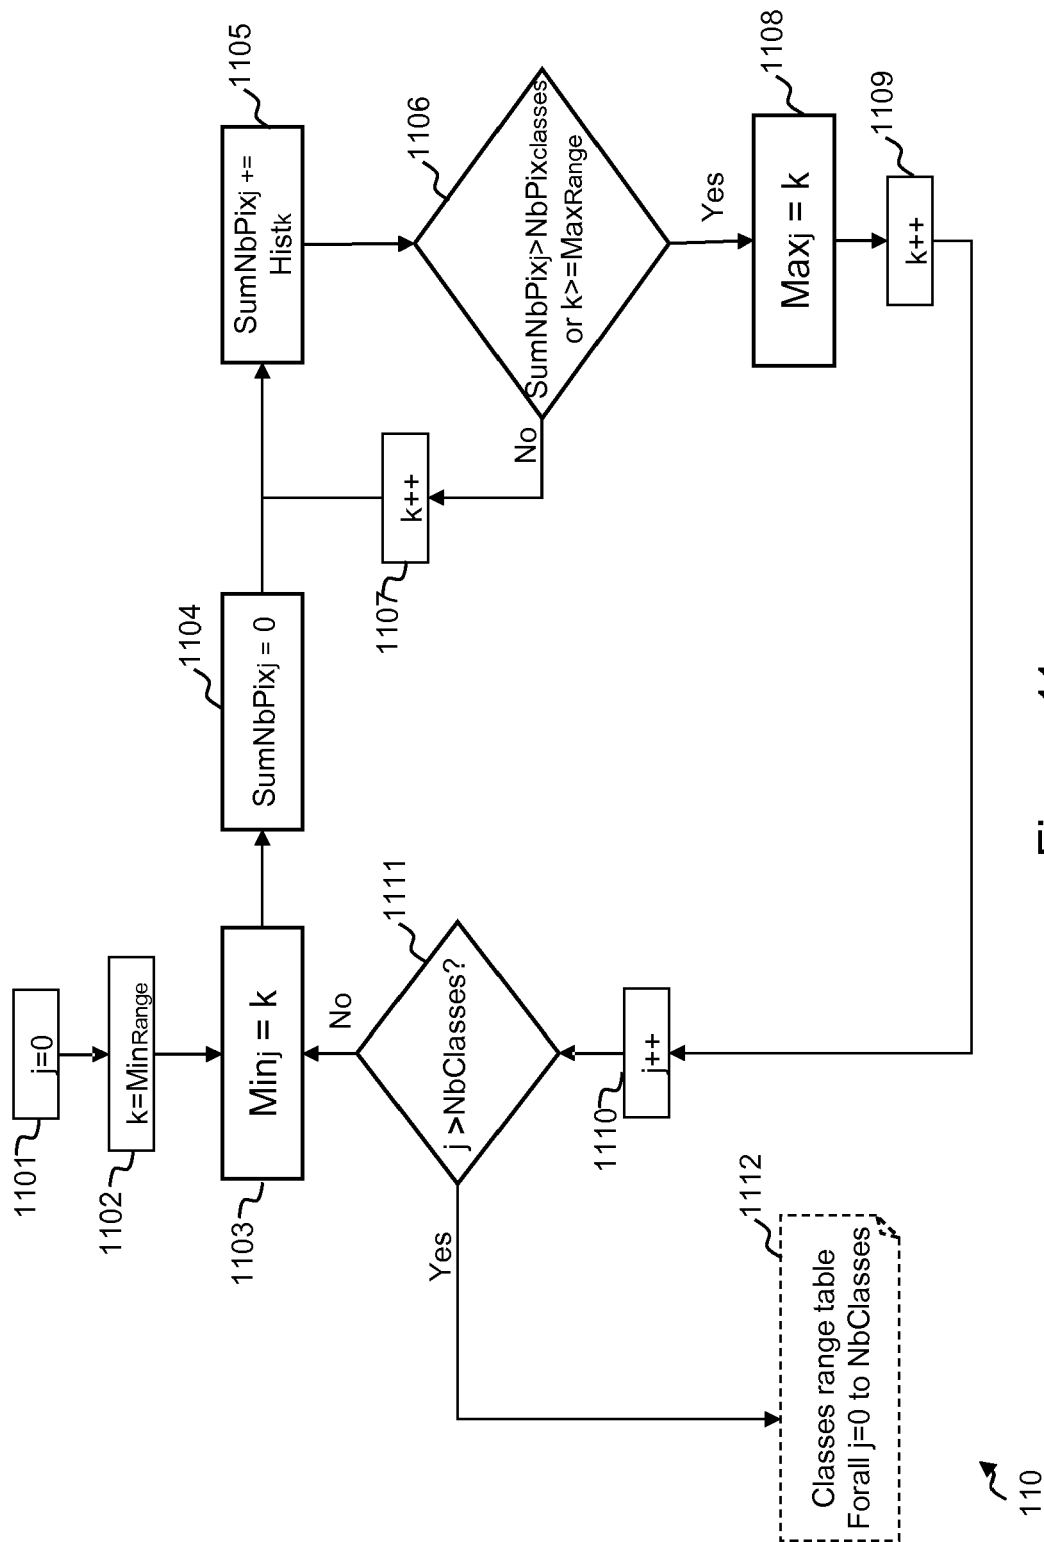 1101
j=0
1102
k=MinRange
1103
Minj = k
1104
SumNbPixj = 0
1105
SumNbPixj +=
Histk
1106
SumNbPixj>NbPixclasses
or k>=MaxRange
No
Yes
1107
k++
1108
Maxj = k
1109
k++
1110
j++
1111
j >NbClasses?
No
Yes
1112
Classes range table
Forall j=0 to NbClasses
110